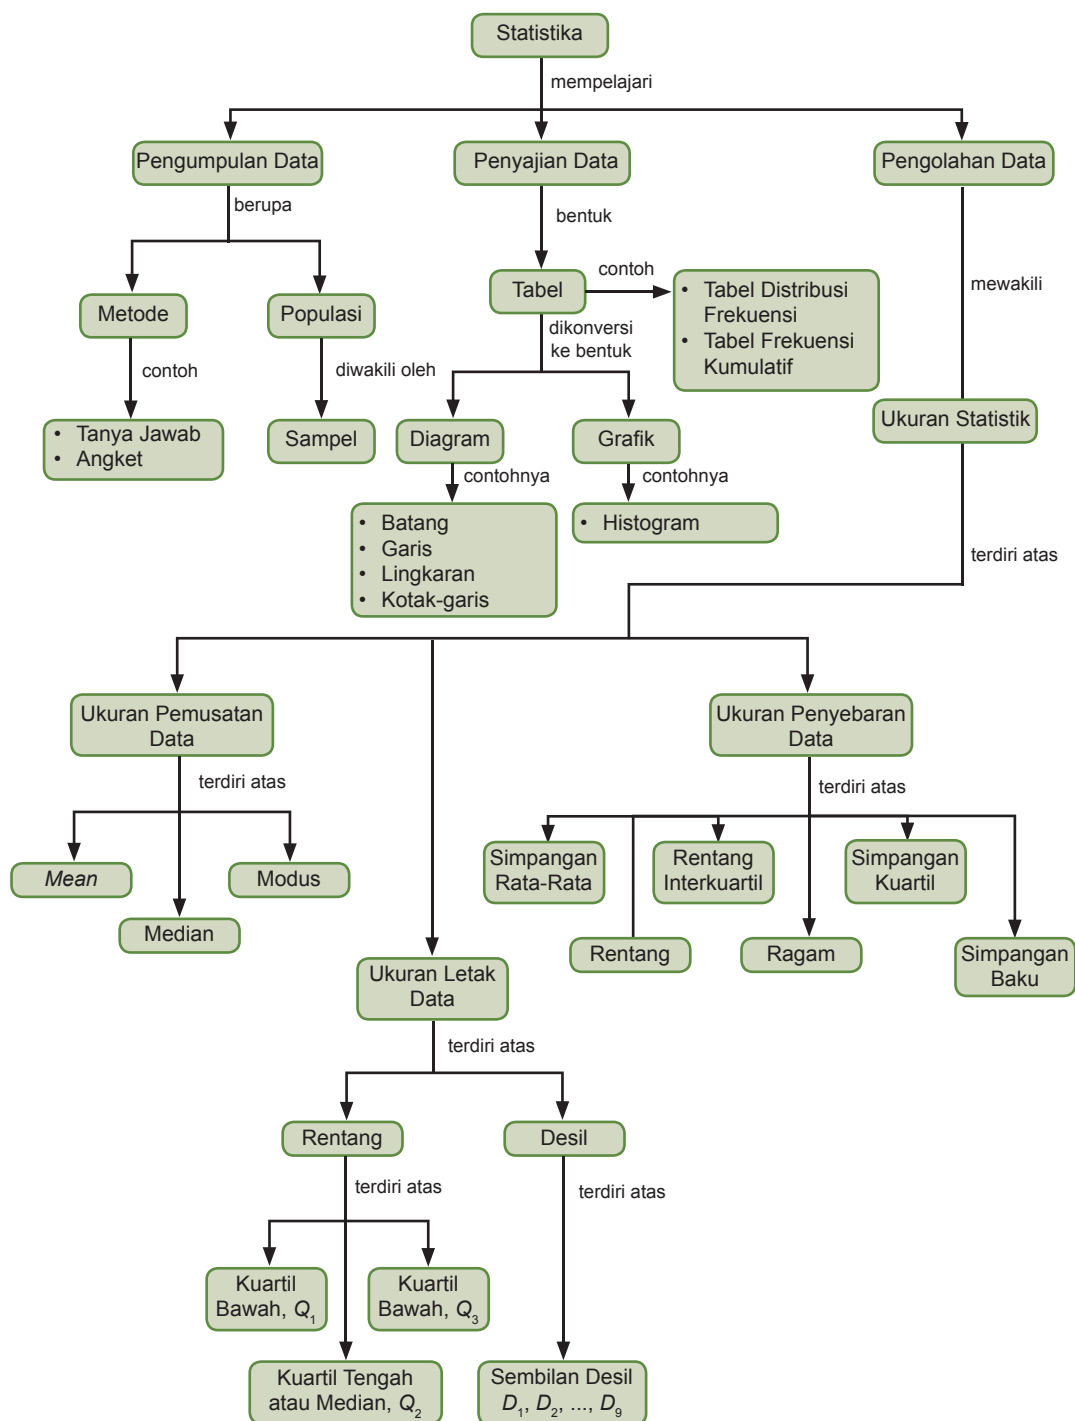 Statistika
mempelajari
Pengumpulan Data
Penyajian Data
Pengolahan Data
berupa
bentuk
mewakili
Metode
Populasi
Tabel
contoh
• Tabel Distribusi
Frekuensi
• Tabel Frekuensi
Kumulatif
contoh
diwakili oleh
dikonversi
ke bentuk
• Tanya Jawab
• Angket
Sampel
Diagram
Grafik
Ukuran Statistik
contohnya
contohnya
• Batang
• Garis
• Lingkaran
• Kotak-garis
• Histogram
terdiri atas
Ukuran Pemusatan
Data
Ukuran Penyebaran
Data
terdiri atas
terdiri atas
Mean
Modus
Median
Simpangan
Rata-Rata
Rentang
Interkuartil
Simpangan
Kuartil
Rentang
Ragam
Simpangan
Baku
Ukuran Letak
Data
terdiri atas
Rentang
Desil
terdiri atas
terdiri atas
Kuartil
Bawah, Q1
Kuartil
Bawah, Q3
Kuartil Tengah
atau Median, Q2
Sembilan Desil
D1, D2, ..., D9